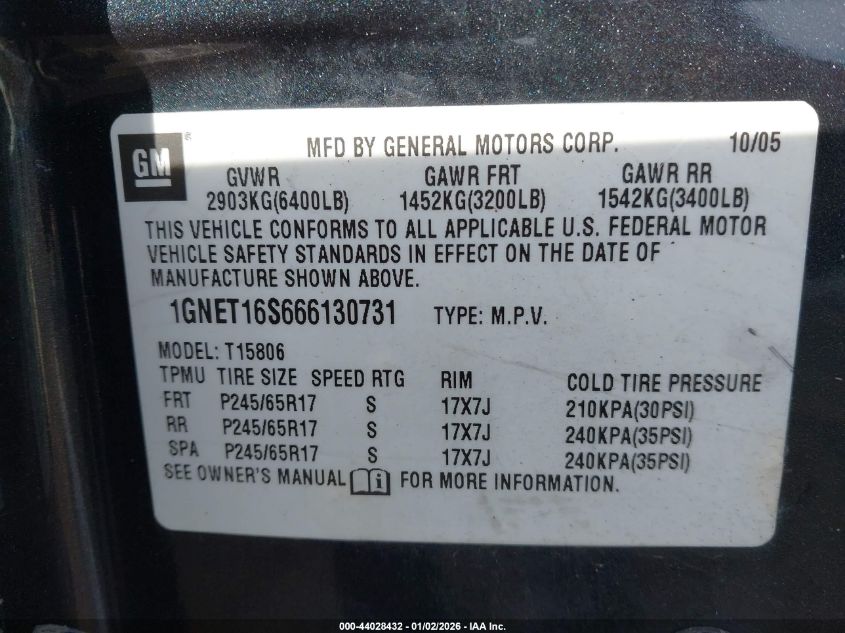 GM ®
MFD BY GENERAL MOTORS CORP. 10/05
GVWR GAWR FRT GAWR RR
2903KG(6400LB) 1452KG(3200LB) 1542KG(3400LB)
THIS VEHICLE CONFORMS TO ALL APPLICABLE U.S. FEDERAL MOTOR
VEHICLE SAFETY STANDARDS IN EFFECT ON THE DATE OF
MANUFACTURE SHOWN ABOVE.
1GNET16S666130731 TYPE: M.P.V.
MODEL: T15806
TPMU TIRE SIZE SPEED RTG RIM COLD TIRE PRESSURE
FRT P245/65R17 S 17X7J 210KPA(30PSI)
RR P245/65R17 S 17X7J 240KPA(35PSI)
SPA P245/65R17 S 17X7J 240KPA(35PSI)
SEE OWNER'S MANUAL i FOR MORE INFORMATION.
000-44028432 - 01/02/2026 - IAA Inc.